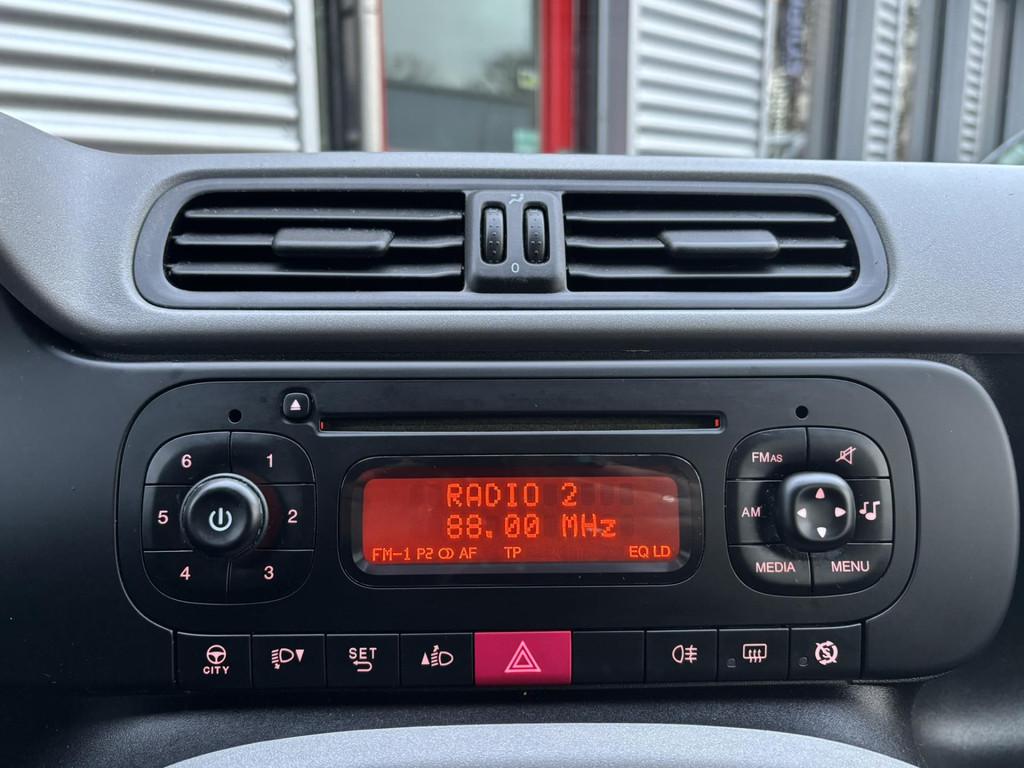 0
6
1
5
2
4
3
RADIO 2
88.00 MHz
FM-1 P2 AF TP EQ LD
FMAS
AM
MEDIA
MENU
CITY
SET